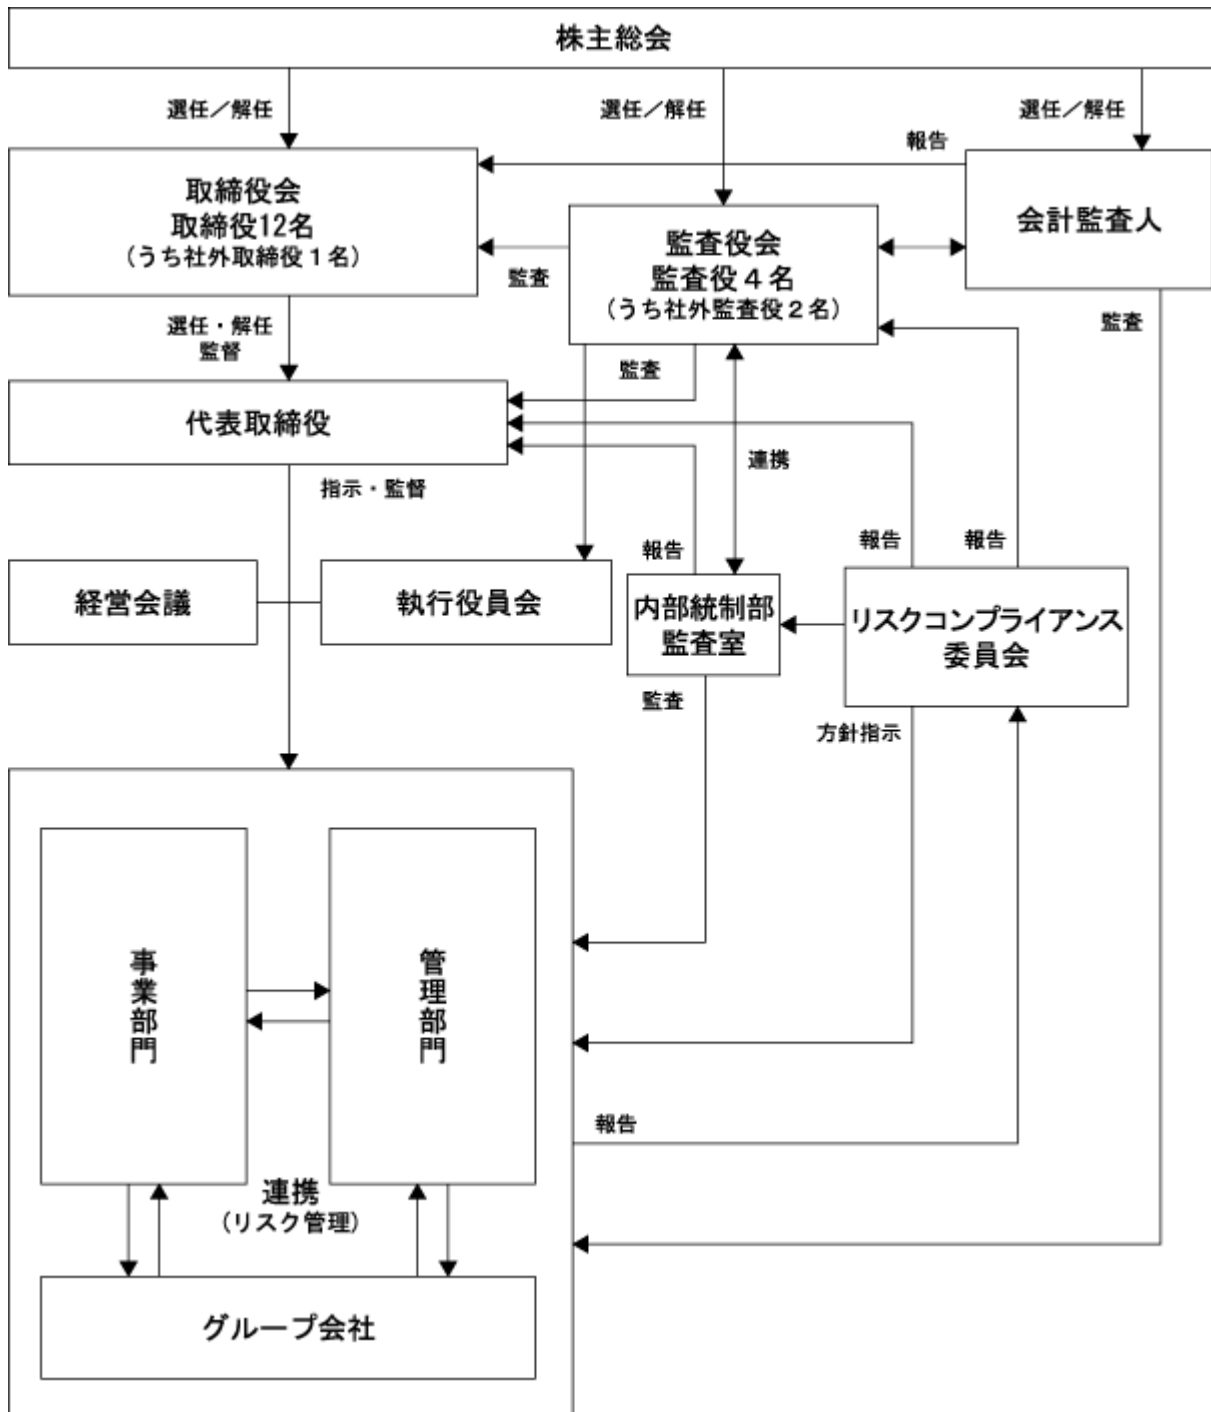 株主総会
選任／解任
選任／解任
選任／解任
報告
取締役会
取締役12名
（うち社外取締役１名）
監査役会
監査役４名
（うち社外監査役２名）
会計監査人
監査
監査
選任・解任
監督
監査
代表取締役
連携
指示・監督
報告
報告
報告
経営会議
執行役員会
内部統制部
監査室
リスクコンプライアンス
委員会
監査
方針指示
事業部門
管理部門
報告
連携
（リスク管理）
グループ会社